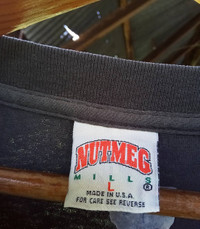 NUTMEG
MILLS
L ®
MADE IN U.S.A.
FOR CARE SEE REVERSE